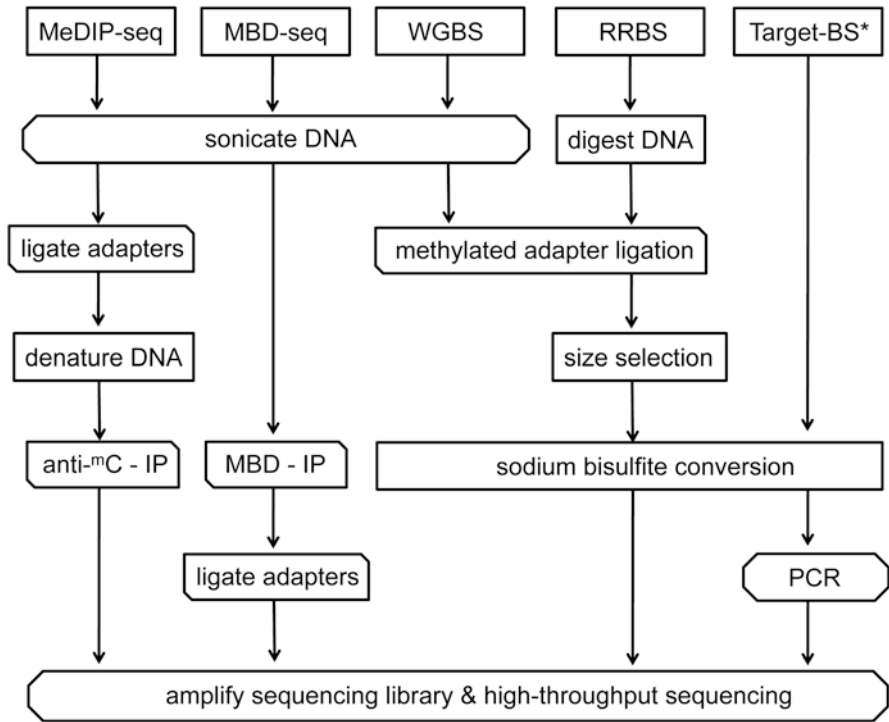 MeDIP-seq
MBD-seq
WGBS
RRBS
Target-BS*
sonicate DNA
digest DNA
ligate adapters
methylated adapter ligation
denature DNA
size selection
anti-ᵐC - IP
MBD - IP
sodium bisulfite conversion
ligate adapters
PCR
amplify sequencing library & high-throughput sequencing